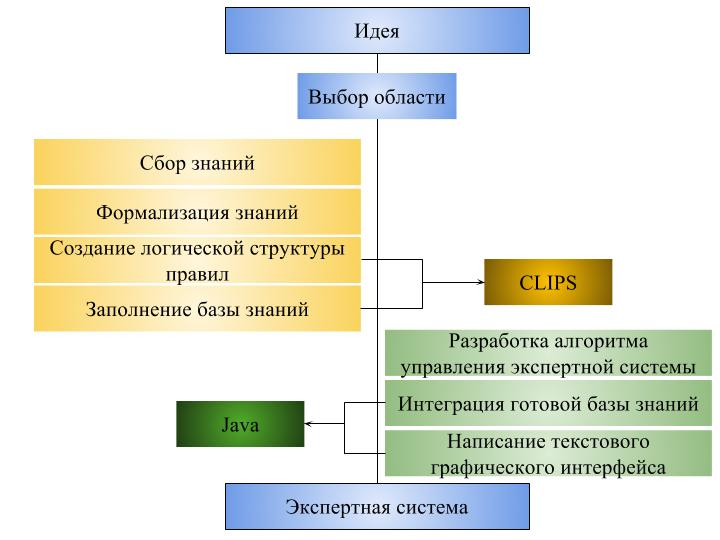 Идея
Выбор области
Сбор знаний
Формализация знаний
Создание логической структуры
правил
Заполнение базы знаний
CLIPS
Разработка алгоритма
управления экспертной системы
Интеграция готовой базы знаний
Java
Написание текстового
графического интерфейса
Экспертная система